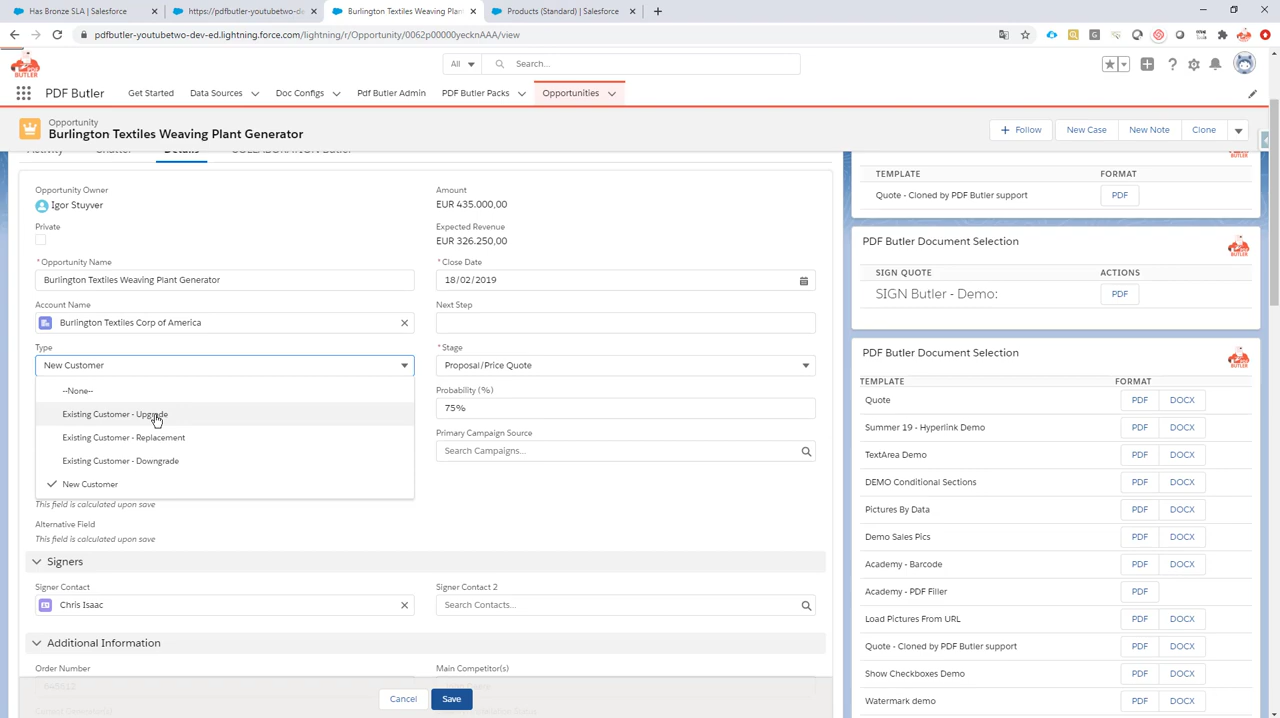 Has Bronze SLA | Salesforce
https://pdfbutler-youtubetwo-de
Burlington Textiles Weaving Plan
Products (Standard) | Salesforce
pdfbutler-youtubetwo-dev-ed.lightning.force.com/lightning/r/Opportunity/0062p00000yecknAAA/view
PDF BUTLER
All
Search...
PDF Butler
Get Started
Data Sources
Doc Configs
Pdf Butler Admin
PDF Butler Packs
Opportunities
Opportunity
Burlington Textiles Weaving Plant Generator
Follow
New Case
New Note
Clone
Activity
Chatter
Details
COLLABORATION Butler
Opportunity Owner
Igor Stuyver
Private
*Opportunity Name
Burlington Textiles Weaving Plant Generator
Account Name
Burlington Textiles Corp of America
Type
New Customer
--None--
Existing Customer - Upgrade
Existing Customer - Replacement
Existing Customer - Downgrade
New Customer
This field is calculated upon save
Alternative Field
This field is calculated upon save
Amount
EUR 435.000,00
Expected Revenue
EUR 326.250,00
*Close Date
18/02/2019
Next Step
*Stage
Proposal/Price Quote
Probability (%)
75%
Primary Campaign Source
Search Campaigns...
Signers
Signer Contact
Chris Isaac
Signer Contact 2
Search Contacts...
Additional Information
Order Number
645612
Main Competitor(s)
Cancel
Save
TEMPLATE
FORMAT
Quote - Cloned by PDF Butler support
PDF
PDF Butler Document Selection
SIGN QUOTE
ACTIONS
SIGN Butler - Demo:
PDF
PDF Butler Document Selection
TEMPLATE
FORMAT
Quote PDF DOCX
Summer 19 - Hyperlink Demo PDF DOCX
TextArea Demo PDF DOCX
DEMO Conditional Sections PDF DOCX
Pictures By Data PDF DOCX
Demo Sales Pics PDF DOCX
Academy - Barcode PDF DOCX
Academy - PDF Filler PDF
Load Pictures From URL PDF DOCX
Quote - Cloned by PDF Butler support PDF DOCX
Show Checkboxes Demo PDF DOCX
Watermark demo PDF DOCX